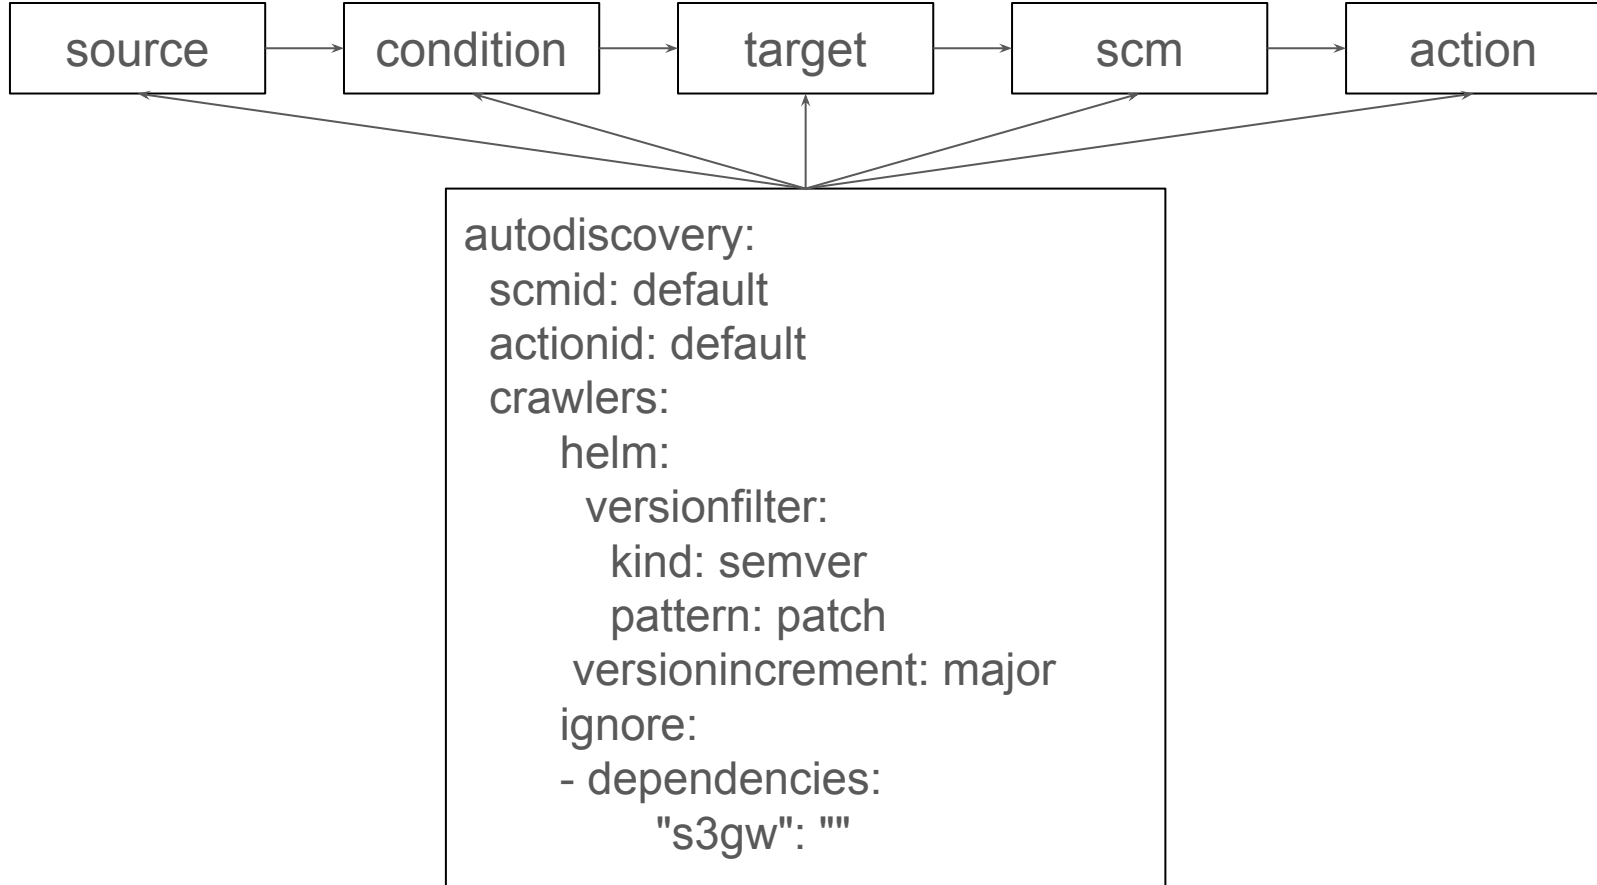 source
condition
target
scm
action
autodiscovery:
scmid: default
actionid: default
crawlers:
helm:
versionfilter:
kind: semver
pattern: patch
versionincrement: major
ignore:
- dependencies:
"s3gw": ""